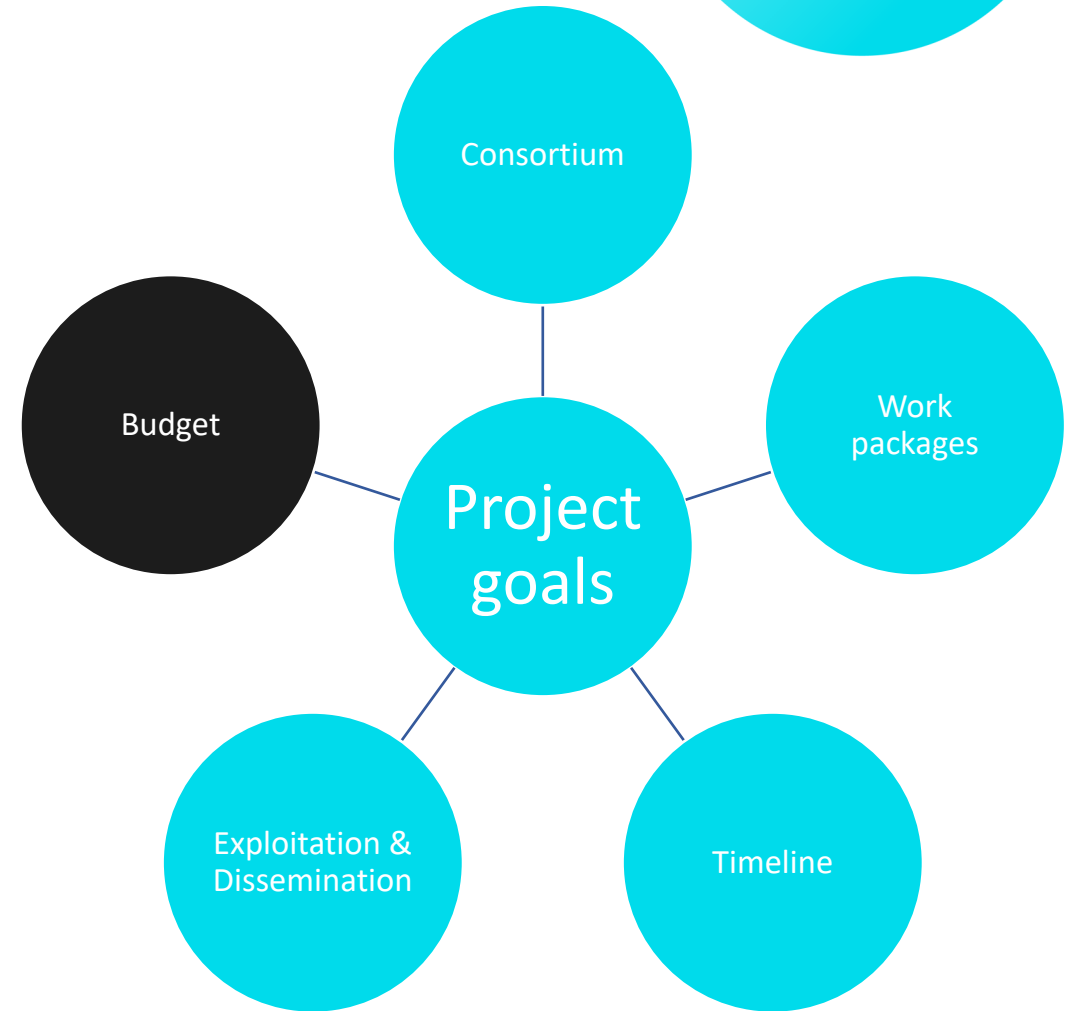 Consortium
Budget
Work
packages
Project
goals
Exploitation &
Dissemination
Timeline